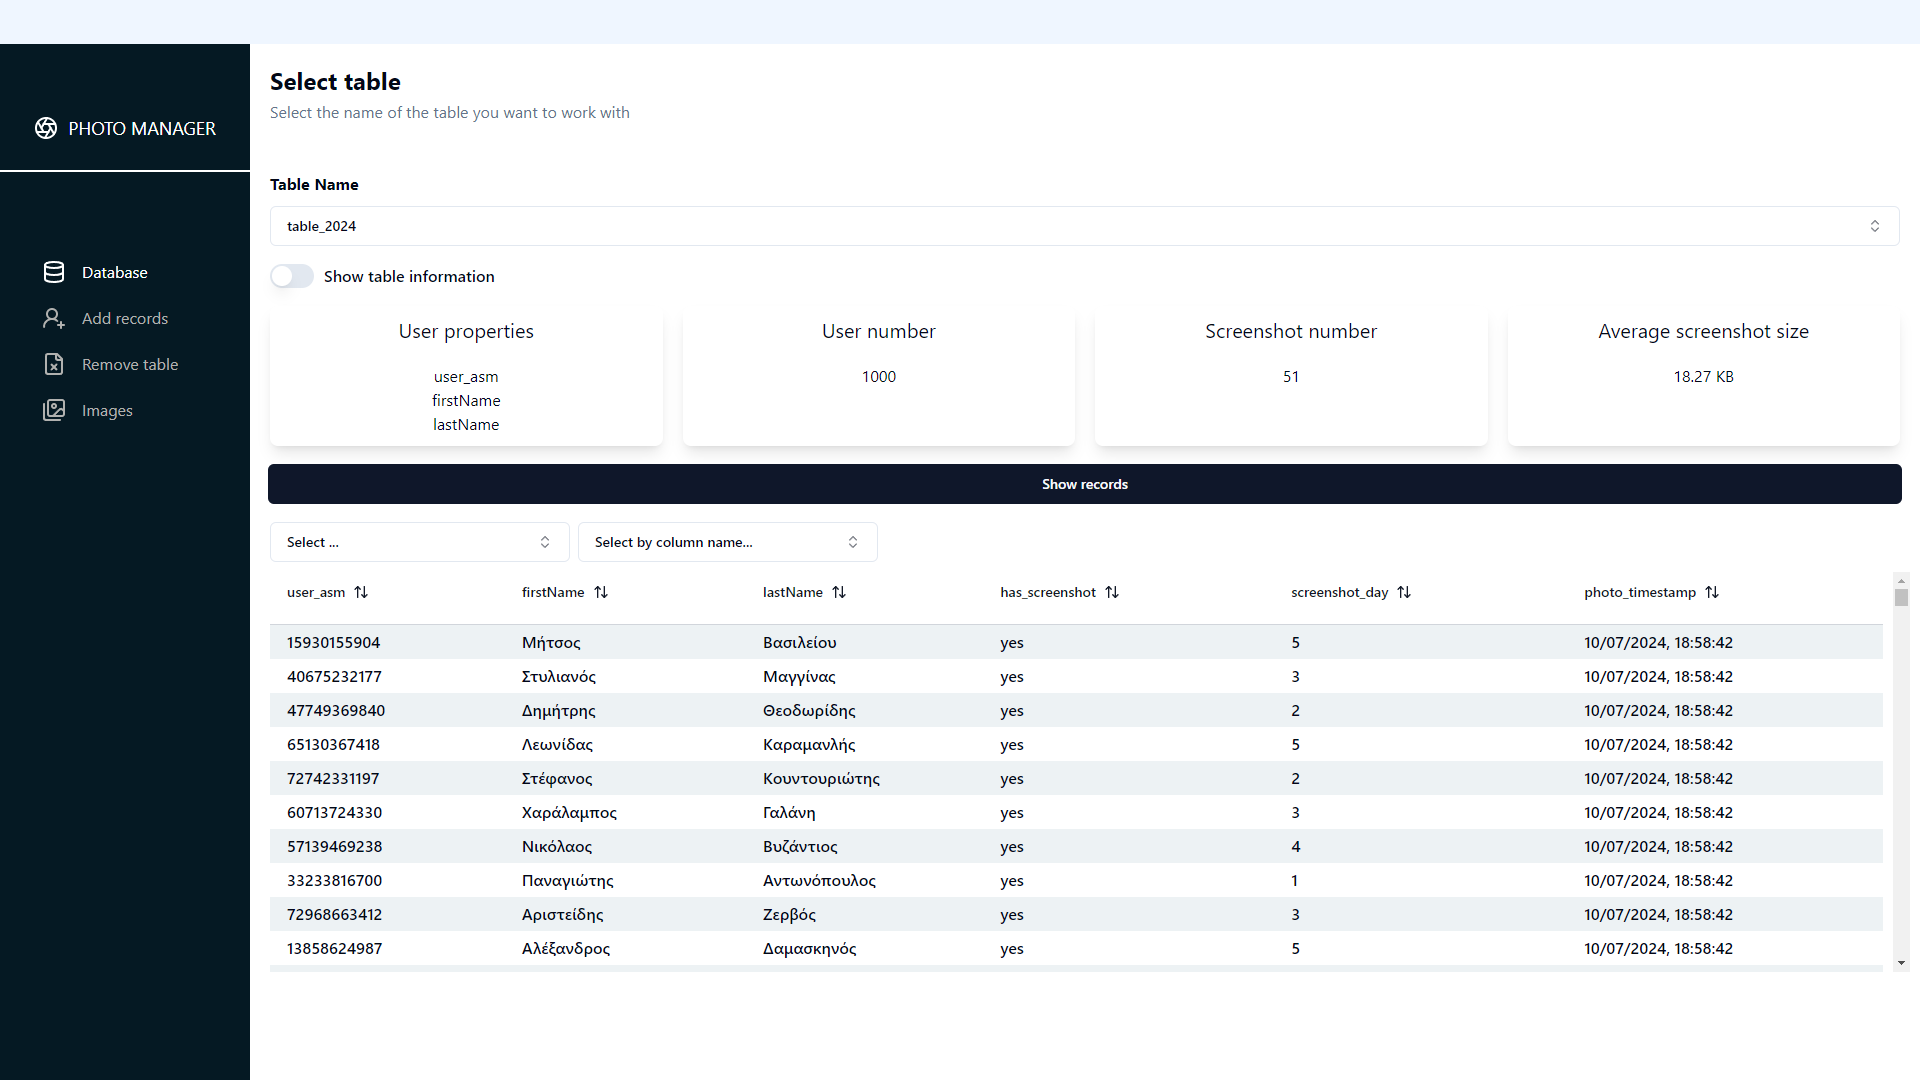 PHOTO MANAGER
Database
Add records
Remove table
Images
Select table
Select the name of the table you want to work with
Table Name
table_2024
Show table information
User properties
user_asm
firstName
lastName
User number
1000
Screenshot number
51
Average screenshot size
18.27 KB
Show records
Select ... Select by column name...
user_asm firstName lastName has_screenshot screenshot_day photo_timestamp
15930155904 Μήτσος Βασιλείου yes 5 10/07/2024, 18:58:42
40675232177 Στυλιανός Μαγγίνας yes 3 10/07/2024, 18:58:42
47749369840 Δημήτρης Θεοδωρίδης yes 2 10/07/2024, 18:58:42
65130367418 Λεωνίδας Καραμανλής yes 5 10/07/2024, 18:58:42
72742331197 Στέφανος Κουντουριώτης yes 2 10/07/2024, 18:58:42
60713724330 Χαράλαμπος Γαλάνη yes 3 10/07/2024, 18:58:42
57139469238 Νικόλαος Βυζάντιος yes 4 10/07/2024, 18:58:42
33233816700 Παναγιώτης Αντωνόπουλος yes 1 10/07/2024, 18:58:42
72968663412 Αριστείδης Ζερβός yes 3 10/07/2024, 18:58:42
13858624987 Αλέξανδρος Δαμασκηνός yes 5 10/07/2024, 18:58:42